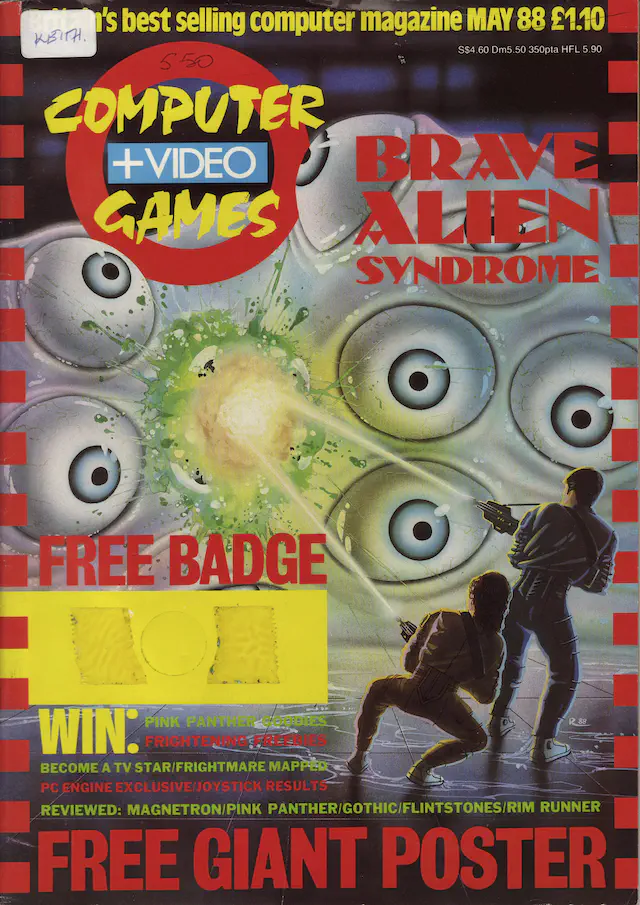 Britain's best selling computer magazine MAY 88 £1.10
KEITH.
S$4.60 Dm5.50 350pta HFL 5.90
550
COMPUTER
+VIDEO
GAMES
BRAVE
ALIEN
SYNDROME
FREE BADGE
WIN: PINK PANTHER GOODIES
FRIGHTENING FREEBIES
BECOME A TV STAR/FRIGHTMARE MAPPED
PC ENGINE EXCLUSIVE/JOYSTICK RESULTS
REVIEWED: MAGNETRON/PINK PANTHER/GOTHIC/FLINTSTONES/RIM RUNNER
FREE GIANT POSTER